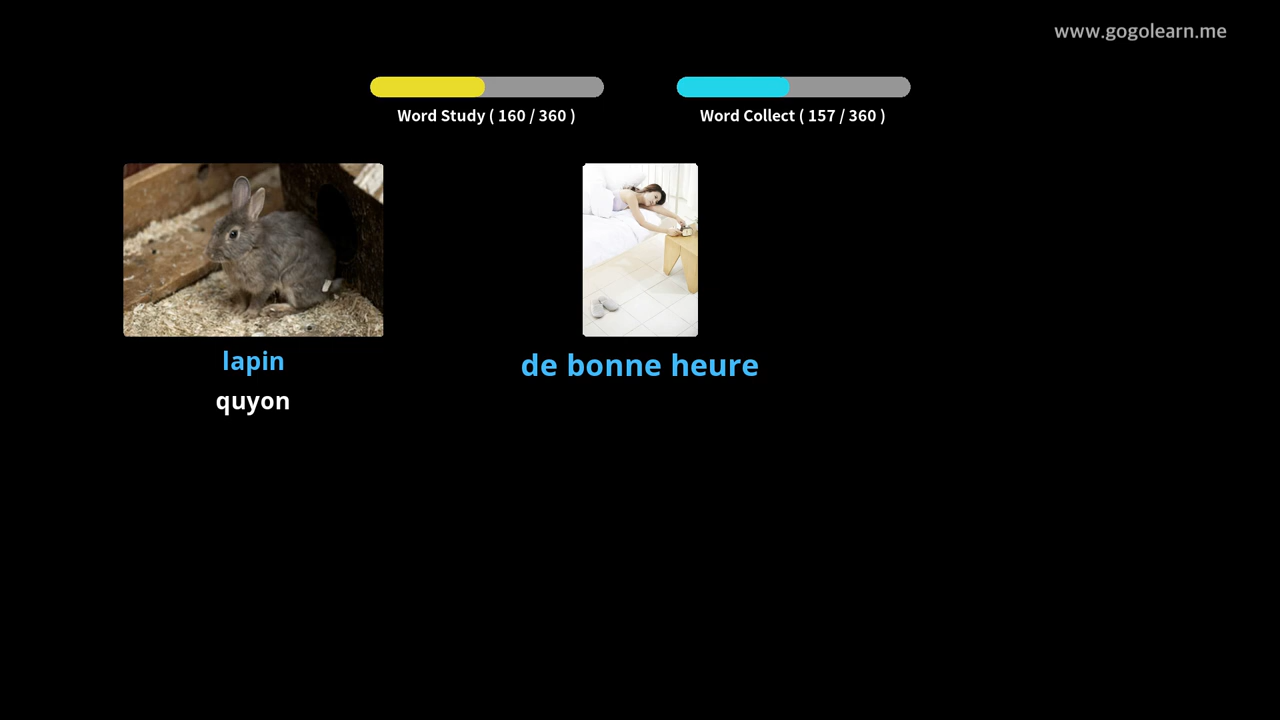 www.gogolearn.me
Word Study ( 160 / 360 )
Word Collect ( 157 / 360 )
lapin
quyon
de bonne heure